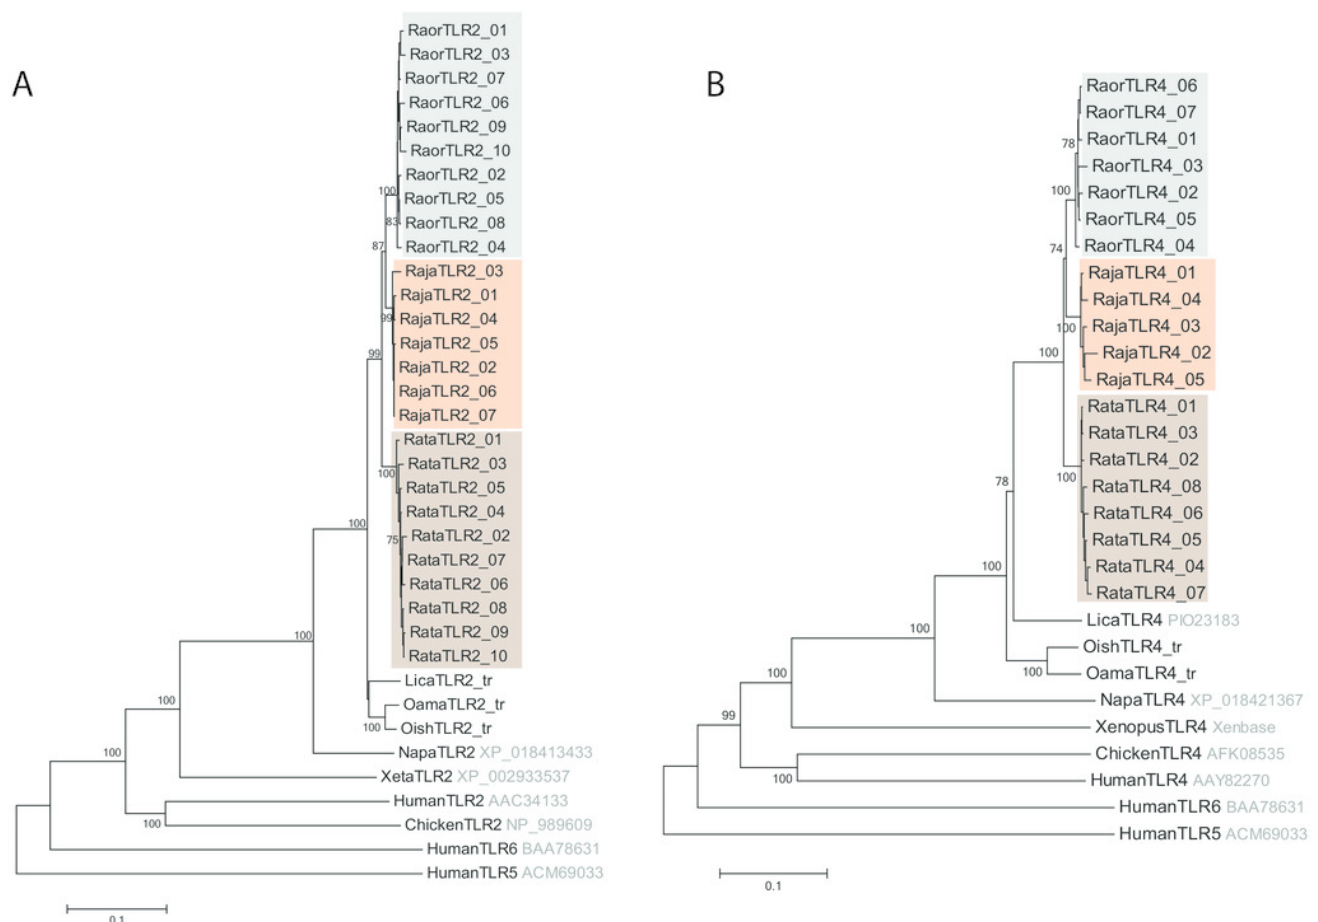 A
RaorTLR2_01
RaorTLR2_03
RaorTLR2_07
RaorTLR2_06
RaorTLR2_09
RaorTLR2_10
RaorTLR2_02
100
RaorTLR2_05
83
RaorTLR2_08
87
RaorTLR2_04
RajaTLR2_03
RajaTLR2_01
99
RajaTLR2_04
RajaTLR2_05
99
RajaTLR2_02
RajaTLR2_06
RajaTLR2_07
RataTLR2_01
RataTLR2_03
100
RataTLR2_05
RataTLR2_04
100
RataTLR2_02
75
RataTLR2_07
RataTLR2_06
RataTLR2_08
100
RataTLR2_09
RataTLR2_10
LicaTLR2_tr
100
OamaTLR2_tr
100
OishTLR2_tr
100
NapaTLR2 XP_018413433
XetaTLR2 XP_002933537
HumanTLR2 AAC34133
100
ChickenTLR2 NP_989609
HumanTLR6 BAA78631
HumanTLR5 ACM69033
0.1
B
RaorTLR4_06
RaorTLR4_07
78
RaorTLR4_01
RaorTLR4_03
100
RaorTLR4_02
RaorTLR4_05
74
RaorTLR4_04
RajaTLR4_01
RajaTLR4_04
100
RajaTLR4_03
100
RajaTLR4_02
RajaTLR4_05
RataTLR4_01
RataTLR4_03
RataTLR4_02
100
78
RataTLR4_08
RataTLR4_06
RataTLR4_05
100
RataTLR4_04
RataTLR4_07
LicaTLR4 PIO23183
100
OishTLR4_tr
100
OamaTLR4_tr
100
NapaTLR4 XP_018421367
99
XenopusTLR4 Xenbase
ChickenTLR4 AFK08535
100
HumanTLR4 AAY82270
HumanTLR6 BAA78631
HumanTLR5 ACM69033
0.1